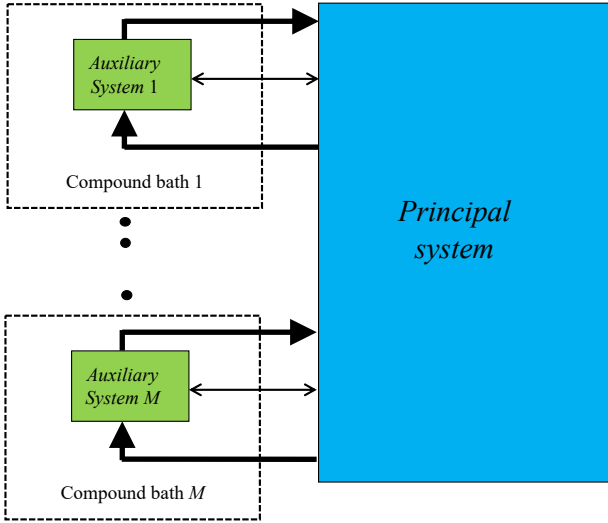 Auxiliary
System 1
Compound bath 1
Principal
system
Auxiliary
System M
Compound bath M